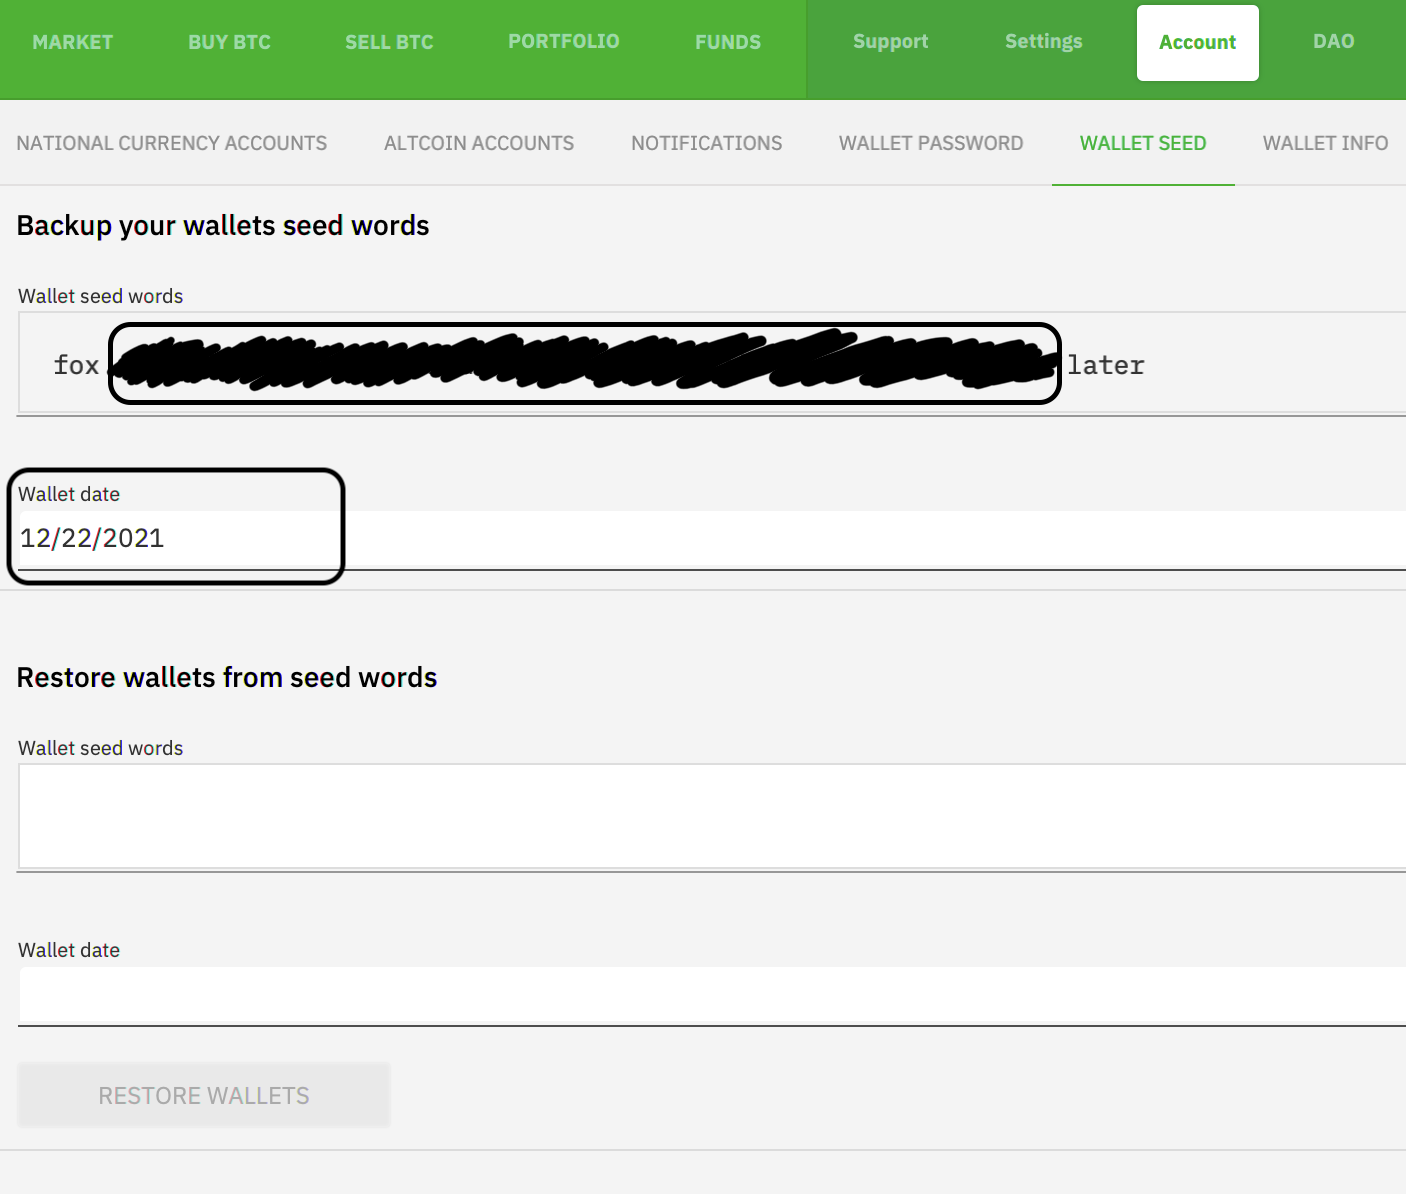 MARKET BUY BTC SELL BTC PORTFOLIO FUNDS Support Settings Account DAO
NATIONAL CURRENCY ACCOUNTS ALTCOIN ACCOUNTS NOTIFICATIONS WALLET PASSWORD WALLET SEED WALLET INFO
Backup your wallets seed words
Wallet seed words
fox later
Wallet date
12/22/2021
Restore wallets from seed words
Wallet seed words
Wallet date
RESTORE WALLETS